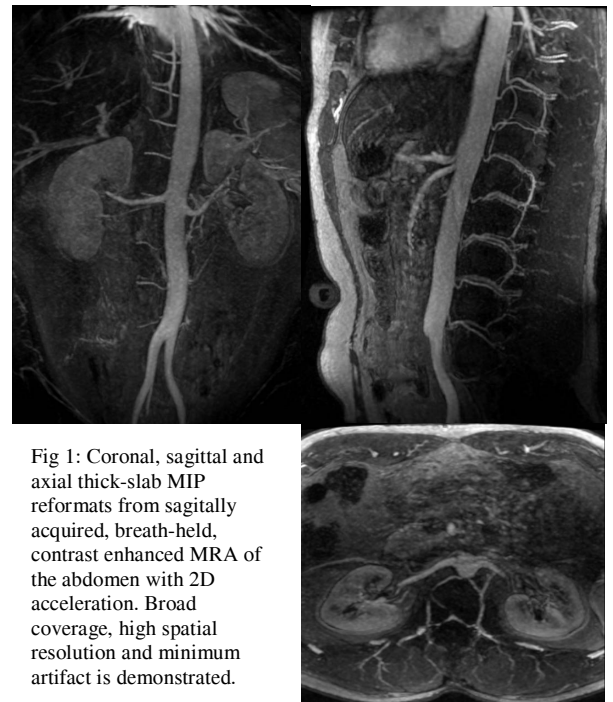 Fig 1: Coronal, sagittal and
axial thick-slab MIP
reformats from sagitally
acquired, breath-held,
contrast enhanced MRA of
the abdomen with 2D
acceleration. Broad
coverage, high spatial
resolution and minimum
artifact is demonstrated.